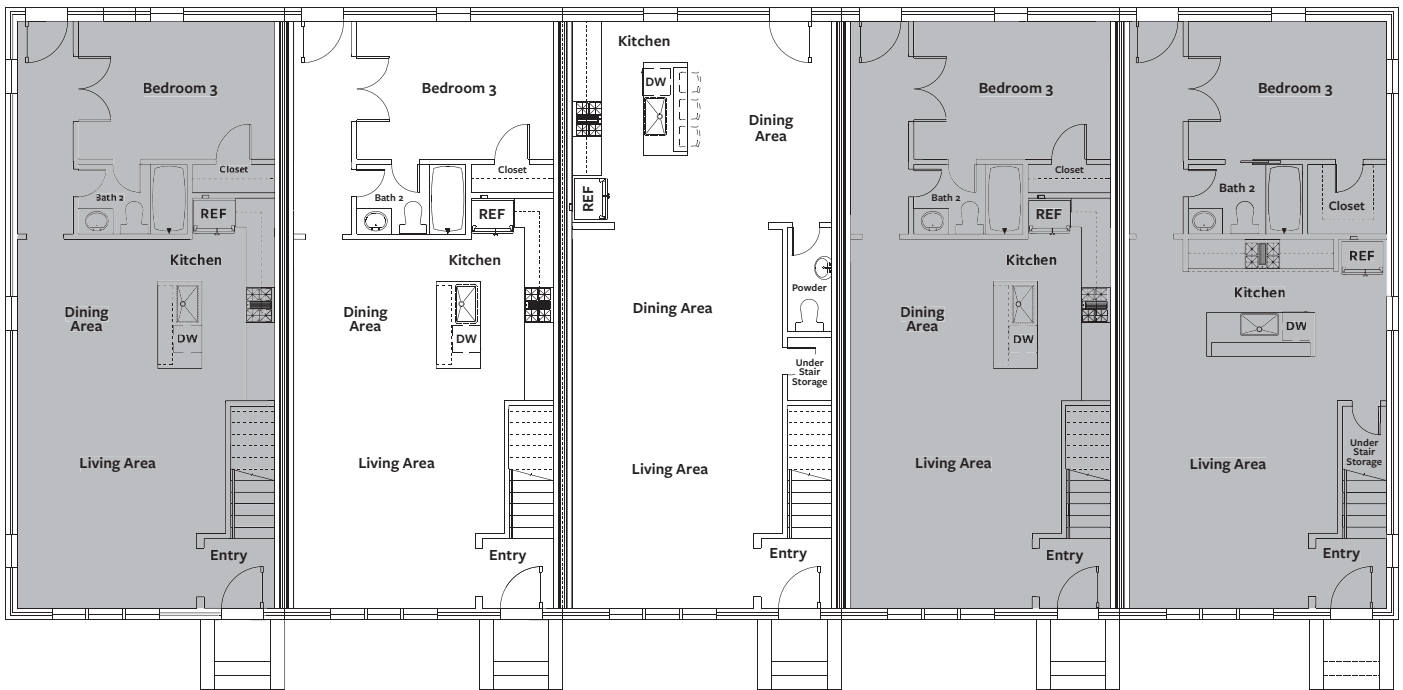 Bedroom 3
Closet
Bath 2
REF
Kitchen
Dining
Area
DW
Living Area
Entry
Bedroom 3
Closet
Bath 2
REF
Kitchen
Dining
Area
DW
Living Area
Entry
Kitchen
DW
Dining
Area
REF
Powder
Dining Area
Under
Stair
Storage
Living Area
Entry
Bedroom 3
Closet
Bath 2
REF
Kitchen
Dining
Area
DW
Living Area
Entry
Bedroom 3
Bath 2
Closet
REF
Kitchen
DW
Under
Stair
Storage
Living Area
Entry